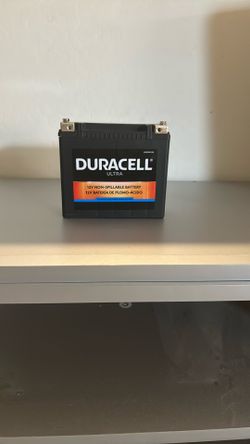 DURACELL
ULTRA
12V NON-SPILLABLE BATTERY
12V BATERÍA DE PLOMO-ÁCIDO